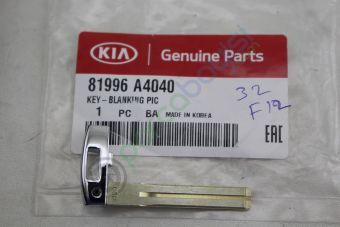 KIA Genuine Parts
81996 A4040
KEY-BLANKING PIC
1 PC BA MADE IN KOREA
32
F12
EAC